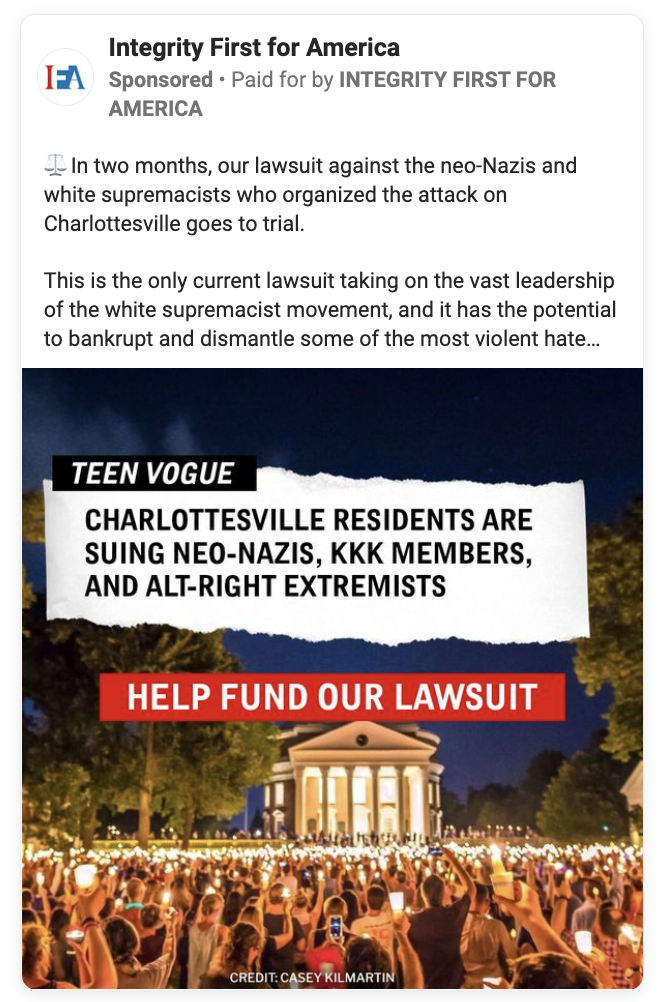 IFA
Integrity First for America
Sponsored • Paid for by INTEGRITY FIRST FOR
AMERICA
⚖️In two months, our lawsuit against the neo-Nazis and
white supremacists who organized the attack on
Charlottesville goes to trial.
This is the only current lawsuit taking on the vast leadership
of the white supremacist movement, and it has the potential
to bankrupt and dismantle some of the most violent hate…
TEEN VOGUE
CHARLOTTESVILLE RESIDENTS ARE
SUING NEO-NAZIS, KKK MEMBERS,
AND ALT-RIGHT EXTREMISTS
HELP FUND OUR LAWSUIT
CREDIT: CASEY KILMARTIN